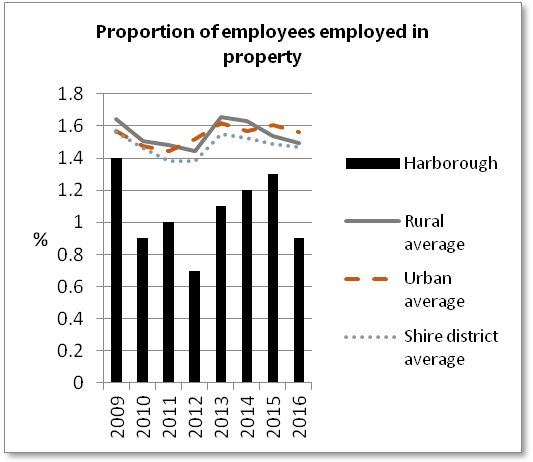 Proportion of employees employed in
property
1.8
1.6
1.4
1.2
1
0.8
0.6
0.4
0.2
0
%
2009
2010
2011
2012
2013
2014
2015
2016
Harborough
Rural
average
Urban
average
Shire district
average